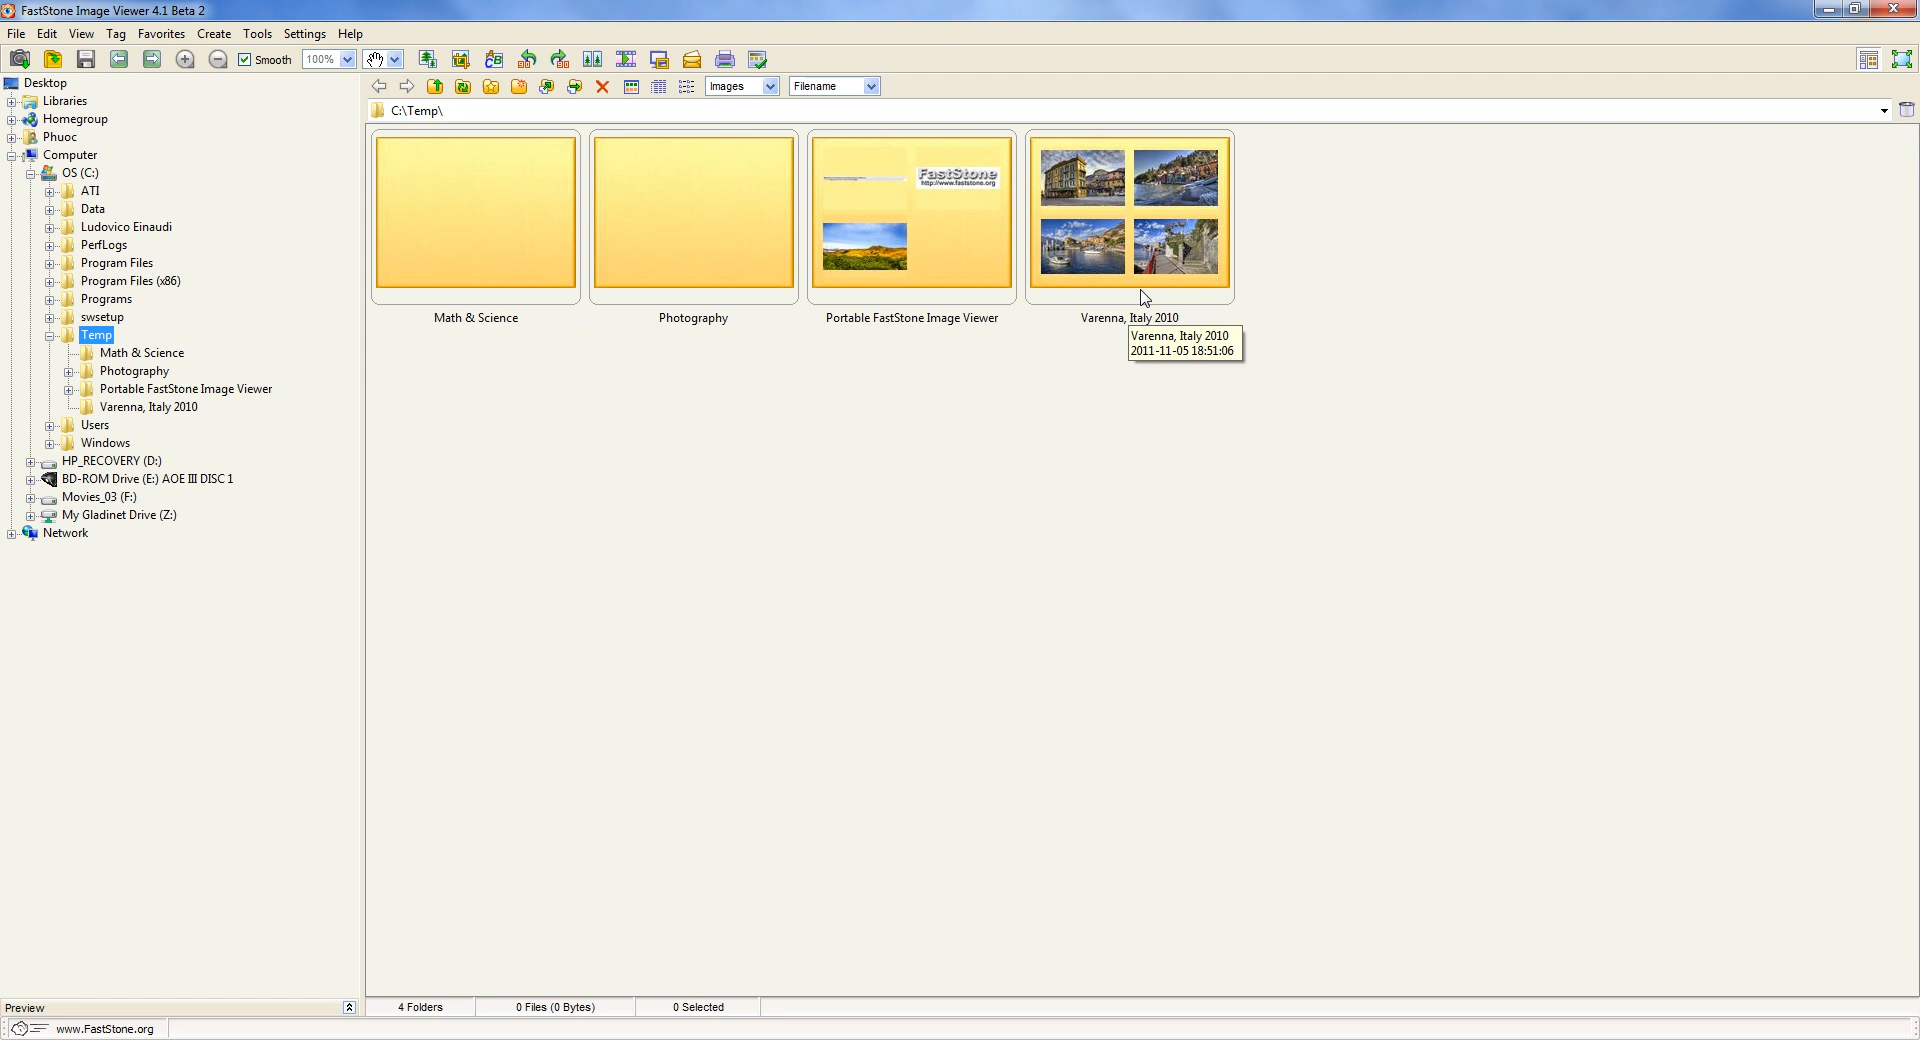 FastStone Image Viewer 4.1 Beta 2
File Edit View Tag Favorites Create Tools Settings Help
Smooth 100%
Desktop
Libraries
Homegroup
Phuoc
Computer
OS (C:)
ATI
Data
Ludovico Einaudi
PerfLogs
Program Files
Program Files (x86)
Programs
swsetup
Temp
Math & Science
Photography
Portable FastStone Image Viewer
Varenna, Italy 2010
Users
Windows
HP_RECOVERY (D:)
BD-ROM Drive (E:) AOE III DISC 1
Movies_03 (F:)
My Gladinet Drive (Z:)
Network
Images Filename
C:\Temp\
FastStone
http://www.faststone.org
Math & Science Photography Portable FastStone Image Viewer Varenna, Italy 2010
Varenna, Italy 2010
2011-11-05 18:51:06
Preview 4 Folders 0 Files (0 Bytes) 0 Selected
www.FastStone.org